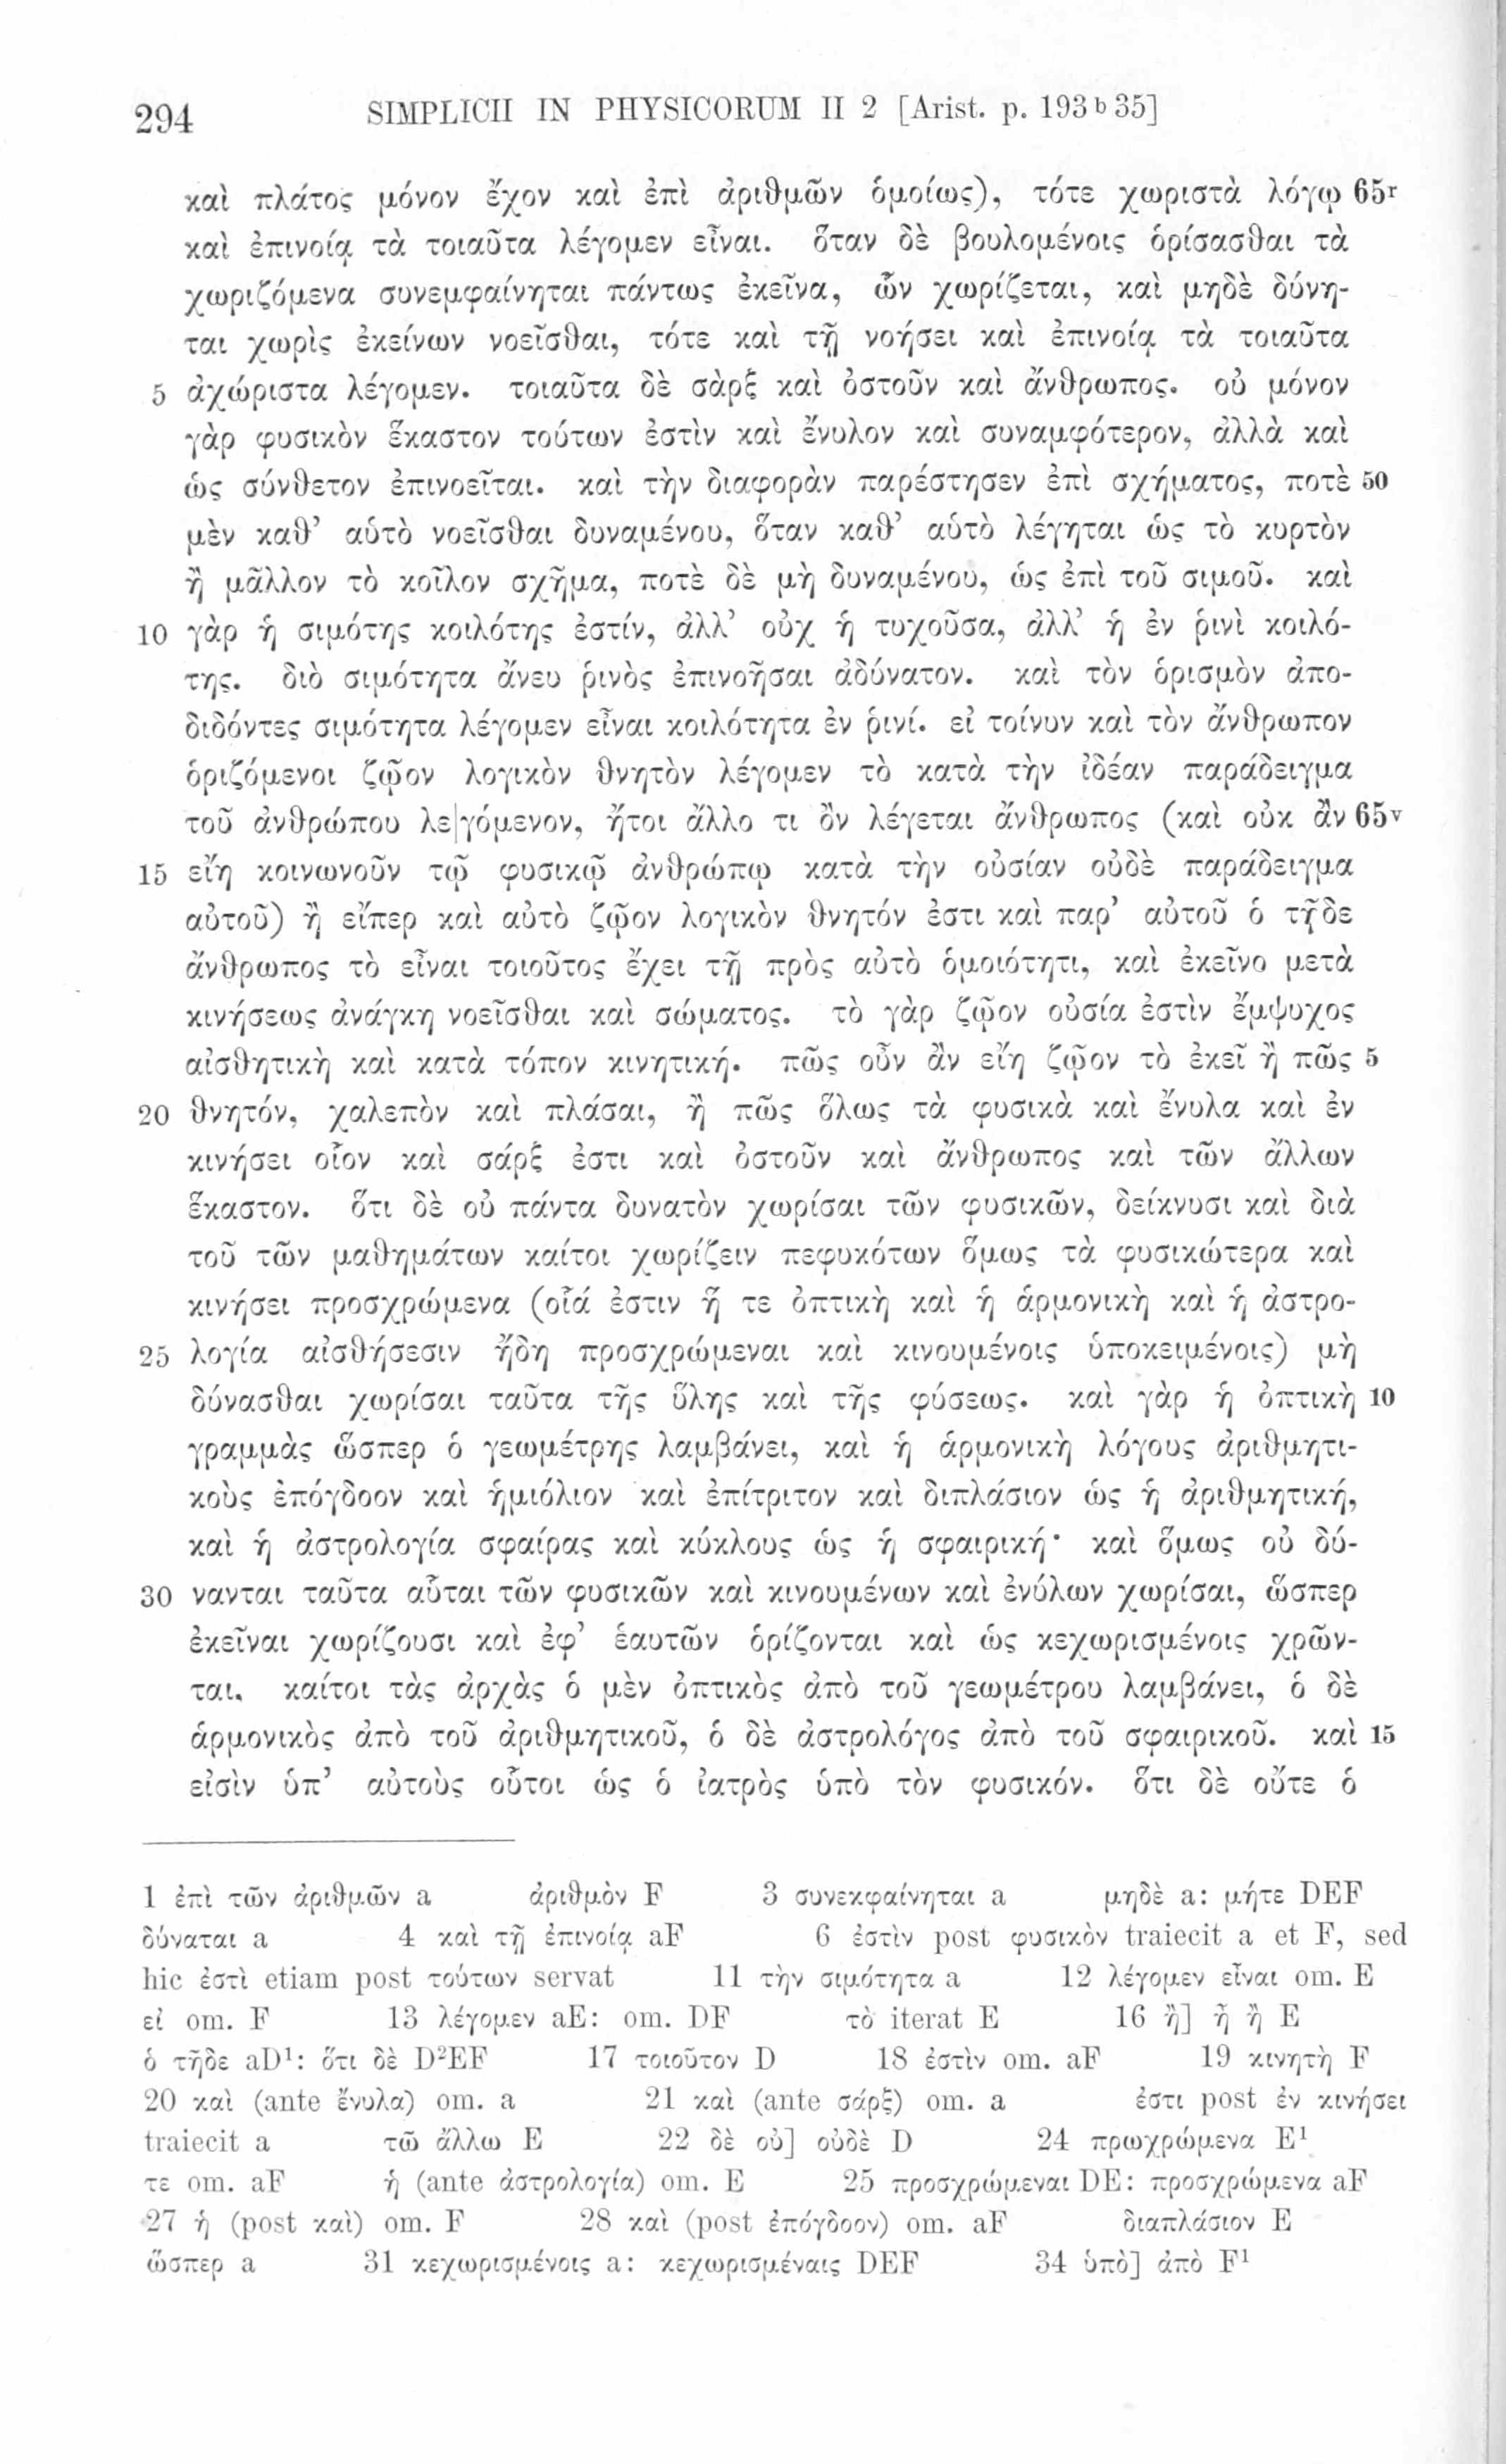 294 SIMPLICII IN PHYSICORUM II 2 [Arist. p. 193ᵇ35]
καὶ πλάτος μόνον ἔχον καὶ ἐπὶ ἀριθμῶν ὁμοίως), τότε χωριστὰ λόγῳ 65ʳ
καὶ ἐπινοίᾳ τὰ τοιαῦτα λέγομεν εἶναι. ὅταν δὲ βουλομένοις ὁρίσασθαι τὰ
χωριζόμενα συνεμφαίνηται πάντως ἐκεῖνα, ὧν χωρίζεται, καὶ μηδὲ δύνη-
ται χωρὶς ἐκείνων νοεῖσθαι, τότε καὶ τῇ νοήσει καὶ ἐπινοίᾳ τὰ τοιαῦτα
5 ἀχώριστα λέγομεν. τοιαῦτα δὲ σὰρξ καὶ ὀστοῦν καὶ ἄνθρωπος. οὐ μόνον
γὰρ φυσικὸν ἕκαστον τούτων ἐστὶν καὶ ἔνυλον καὶ συναμφότερον, ἀλλὰ καὶ
ὡς σύνθετον ἐπινοεῖται. καὶ τὴν διαφορὰν παρέστησεν ἐπὶ σχήματος, ποτὲ 50
μὲν καθ’ αὑτὸ νοεῖσθαι δυναμένου, ὅταν καθ’ αὑτὸ λέγηται ὡς τὸ κυρτὸν
ἢ μᾶλλον τὸ κοῖλον σχῆμα, ποτὲ δὲ μὴ δυναμένου, ὡς ἐπὶ τοῦ σιμοῦ. καὶ
10 γὰρ ἡ σιμότης κοιλότης ἐστίν, ἀλλ’ οὐχ ἡ τυχοῦσα, ἀλλ’ ἡ ἐν ῥινὶ κοιλό-
της. διὸ σιμότητα ἄνευ ῥινὸς ἐπινοῆσαι ἀδύνατον. καὶ τὸν ὁρισμὸν ἀπο-
διδόντες σιμότητα λέγομεν εἶναι κοιλότητα ἐν ῥινί. εἰ τοίνυν καὶ τὸν ἄνθρωπον
ὁριζόμενοι ζῷον λογικὸν θνητὸν λέγομεν τὸ κατὰ τὴν ἰδέαν παράδειγμα
τοῦ ἀνθρώπου λε|γόμενον, ἤτοι ἄλλο τι ὂν λέγεται ἄνθρωπος (καὶ οὐκ ἂν 65ᵛ
15 εἴη κοινωνοῦν τῷ φυσικῷ ἀνθρώπῳ κατὰ τὴν οὐσίαν οὐδὲ παράδειγμα
αὐτοῦ) ἢ εἴπερ καὶ αὐτὸ ζῷον λογικὸν θνητόν ἐστι καὶ παρ’ αὐτοῦ ὁ τῇδε
ἄνθρωπος τὸ εἶναι τοιοῦτος ἔχει τῇ πρὸς αὐτὸ ὁμοιότητι, καὶ ἐκεῖνο μετὰ
κινήσεως ἀνάγκη νοεῖσθαι καὶ σώματος. τὸ γὰρ ζῷον οὐσία ἐστὶν ἔμψυχος
αἰσθητικὴ καὶ κατὰ τόπον κινητική. πῶς οὖν ἂν εἴη ζῷον τὸ ἐκεῖ ἢ πῶς 5
20 θνητόν, χαλεπὸν καὶ πλάσαι, ἢ πῶς ὅλως τὰ φυσικὰ καὶ ἔνυλα καὶ ἐν
κινήσει οἷον καὶ σάρξ ἐστι καὶ ὀστοῦν καὶ ἄνθρωπος καὶ τῶν ἄλλων
ἕκαστον. ὅτι δὲ οὐ πάντα δυνατὸν χωρίσαι τῶν φυσικῶν, δείκνυσι καὶ διὰ
τοῦ τῶν μαθημάτων καίτοι χωρίζειν πεφυκότων ὅμως τὰ φυσικώτερα καὶ
κινήσει προσχρώμενα (οἷά ἐστιν ἥ τε ὀπτικὴ καὶ ἡ ἁρμονικὴ καὶ ἡ ἀστρο-
25 λογία αἰσθήσεσιν ἤδη προσχρώμεναι καὶ κινουμένοις ὑποκειμένοις) μὴ
δύνασθαι χωρίσαι ταῦτα τῆς ὕλης καὶ τῆς φύσεως. καὶ γὰρ ἡ ὀπτικὴ 10
γραμμὰς ὥσπερ ὁ γεωμέτρης λαμβάνει, καὶ ἡ ἁρμονικὴ λόγους ἀριθμητι-
κοὺς ἐπόγδοον καὶ ἡμιόλιον καὶ ἐπίτριτον καὶ διπλάσιον ὡς ἡ ἀριθμητική,
καὶ ἡ ἀστρολογία σφαίρας καὶ κύκλους ὡς ἡ σφαιρική· καὶ ὅμως οὐ δύ-
30 νανται ταῦτα αὗται τῶν φυσικῶν καὶ κινουμένων καὶ ἐνύλων χωρίσαι, ὥσπερ
ἐκεῖναι χωρίζουσι καὶ ἐφ’ ἑαυτῶν ὁρίζονται καὶ ὡς κεχωρισμένοις χρῶν-
ται. καίτοι τὰς ἀρχὰς ὁ μὲν ὀπτικὸς ἀπὸ τοῦ γεωμέτρου λαμβάνει, ὁ δὲ
ἁρμονικὸς ἀπὸ τοῦ ἀριθμητικοῦ, ὁ δὲ ἀστρολόγος ἀπὸ τοῦ σφαιρικοῦ. καὶ 15
εἰσὶν ὑπ’ αὐτοὺς οὗτοι ὡς ὁ ἰατρὸς ὑπὸ τὸν φυσικόν. ὅτι δὲ οὔτε ὁ
1 ἐπὶ τῶν ἀριθμῶν a ἀριθμὸν F 3 συνεκφαίνηται a μηδὲ a: μήτε DEF
δύναται a 4 καὶ τῇ ἐπινοίᾳ aF 6 ἐστὶν post φυσικὸν traiecit a et F, sed
hic ἐστὶ etiam post τούτων servat 11 τὴν σιμότητα a 12 λέγομεν εἶναι om. E
εἰ om. F 13 λέγομεν aE: om. DF τὸ iterat E 16 ἢ] ἦ ἢ E
ὁ τῇδε aD¹: ὅτι δὲ D²EF 17 τοιοῦτον D 18 ἐστὶν om. aF 19 κινητὴ F
20 καὶ (ante ἔνυλα) om. a 21 καὶ (ante σάρξ) om. a ἐστι post ἐν κινήσει
traiecit a τῶ ἄλλω E 22 δὲ οὐ] οὐδὲ D 24 πρωχρώμενα E¹
τε om. aF ἡ (ante ἀστρολογία) om. E 25 προσχρώμεναι DE: προσχρώμενα aF
27 ἡ (post καὶ) om. F 28 καὶ (post ἐπόγδοον) om. aF διαπλάσιον E
ὥσπερ a 31 κεχωρισμένοις a: κεχωρισμέναις DEF 34 ὑπὸ] ἀπὸ F¹